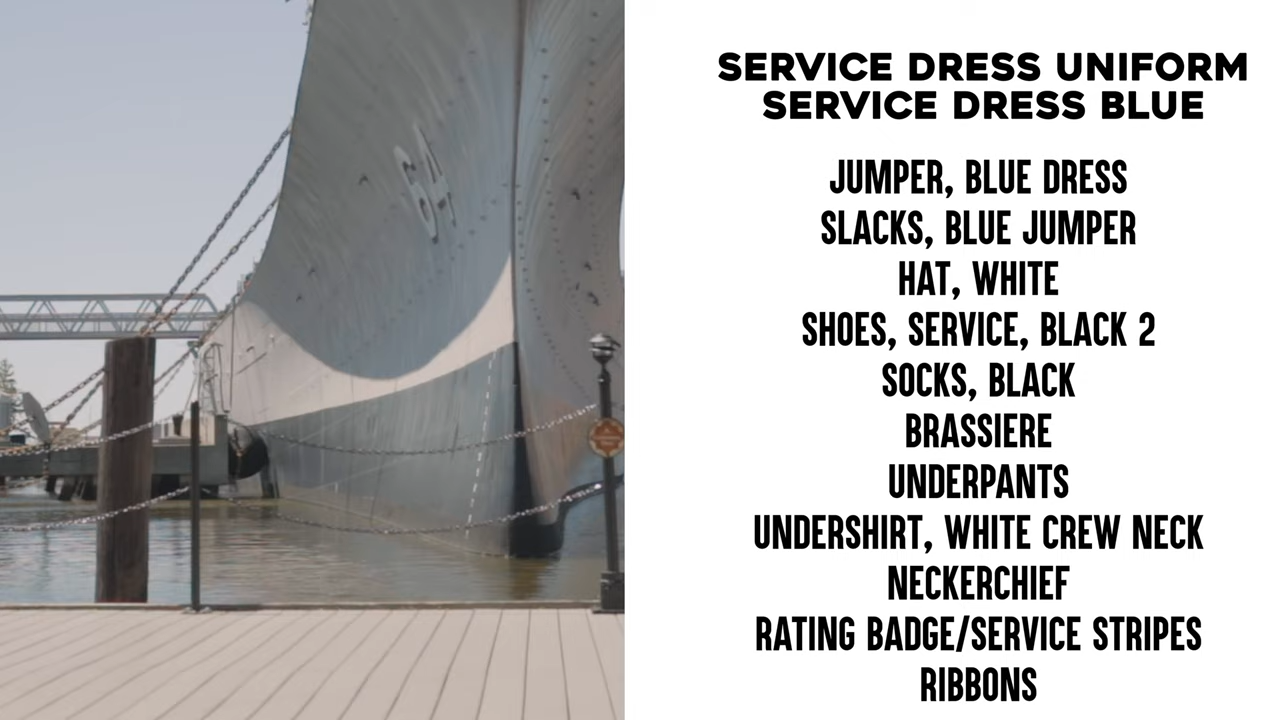 64
SERVICE DRESS UNIFORM
SERVICE DRESS BLUE
JUMPER, BLUE DRESS
SLACKS, BLUE JUMPER
HAT, WHITE
SHOES, SERVICE, BLACK 2
SOCKS, BLACK
BRASSIERE
UNDERPANTS
UNDERSHIRT, WHITE CREW NECK
NECKERCHIEF
RATING BADGE/SERVICE STRIPES
RIBBONS